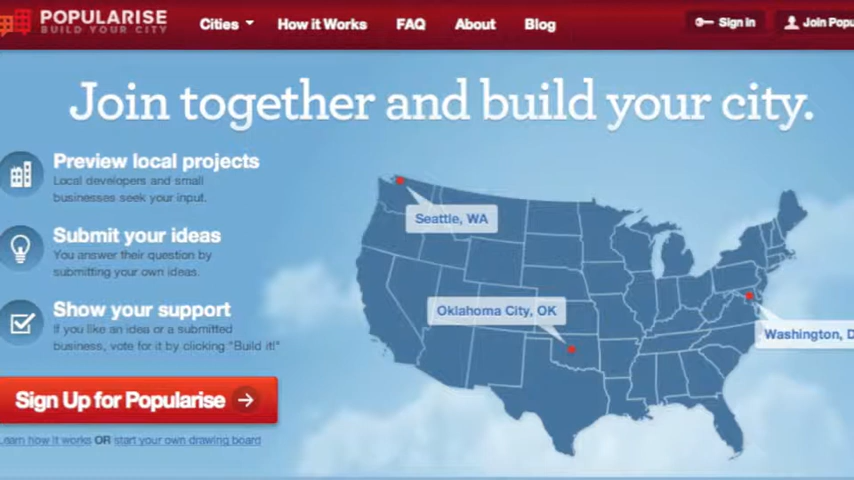 POPULARISE
BUILD YOUR CITY
Cities
How it Works
FAQ
About
Blog
Sign in
Join Popu
Join together and build your city.
Preview local projects
Local developers and small
businesses seek your input.
Submit your ideas
You answer their question by
submitting your own ideas.
Show your support
If you like an idea or a submitted
business, vote for it by clicking "Build it!"
Sign Up for Popularise
Learn how it works OR start your own drawing board
Seattle, WA
Oklahoma City, OK
Washington, D